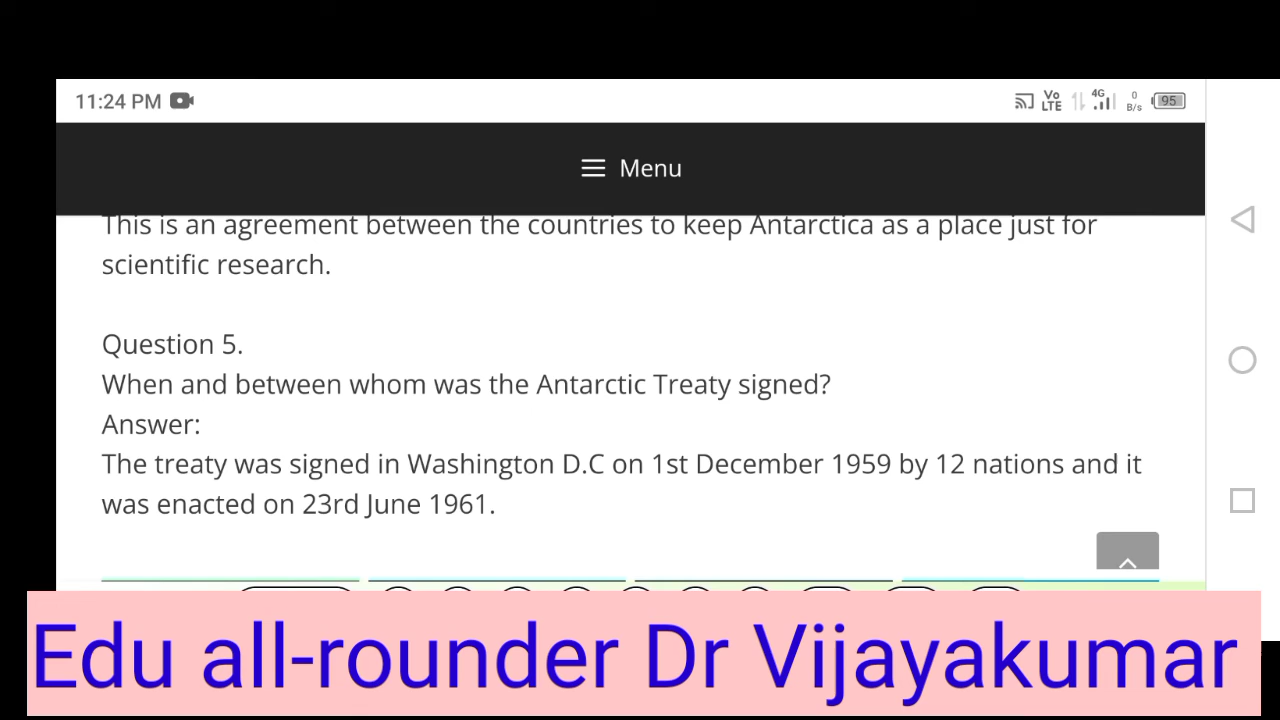 11:24 PM
Vo LTE 4G 0 B/s 95
Menu
This is an agreement between the countries to keep Antarctica as a place just for
scientific research.
Question 5.
When and between whom was the Antarctic Treaty signed?
Answer:
The treaty was signed in Washington D.C on 1st December 1959 by 12 nations and it
was enacted on 23rd June 1961.
Edu all-rounder Dr Vijayakumar